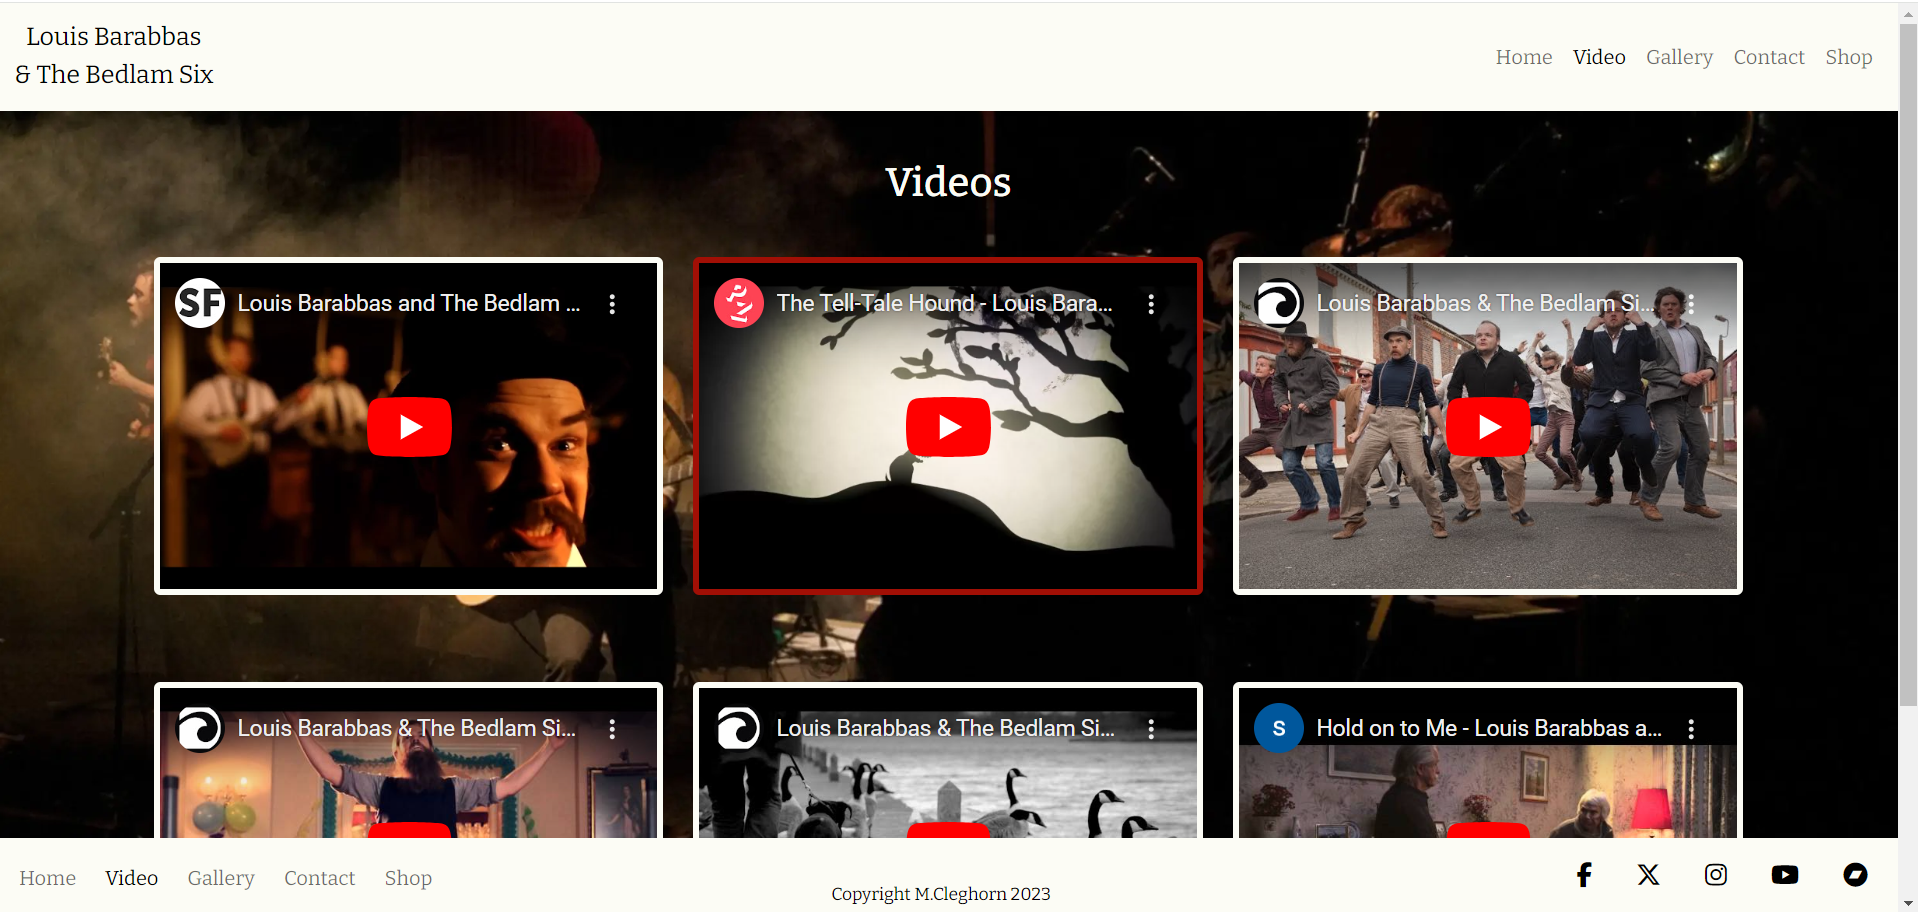 Louis Barabbas
& The Bedlam Six
Home Video Gallery Contact Shop
Videos
SF Louis Barabbas and The Bedlam ...
The Tell-Tale Hound - Louis Bara...
Louis Barabbas & The Bedlam Si...
Louis Barabbas & The Bedlam Si...
Louis Barabbas & The Bedlam Si...
S Hold on to Me - Louis Barabbas a...
Home Video Gallery Contact Shop
Copyright M.Cleghorn 2023